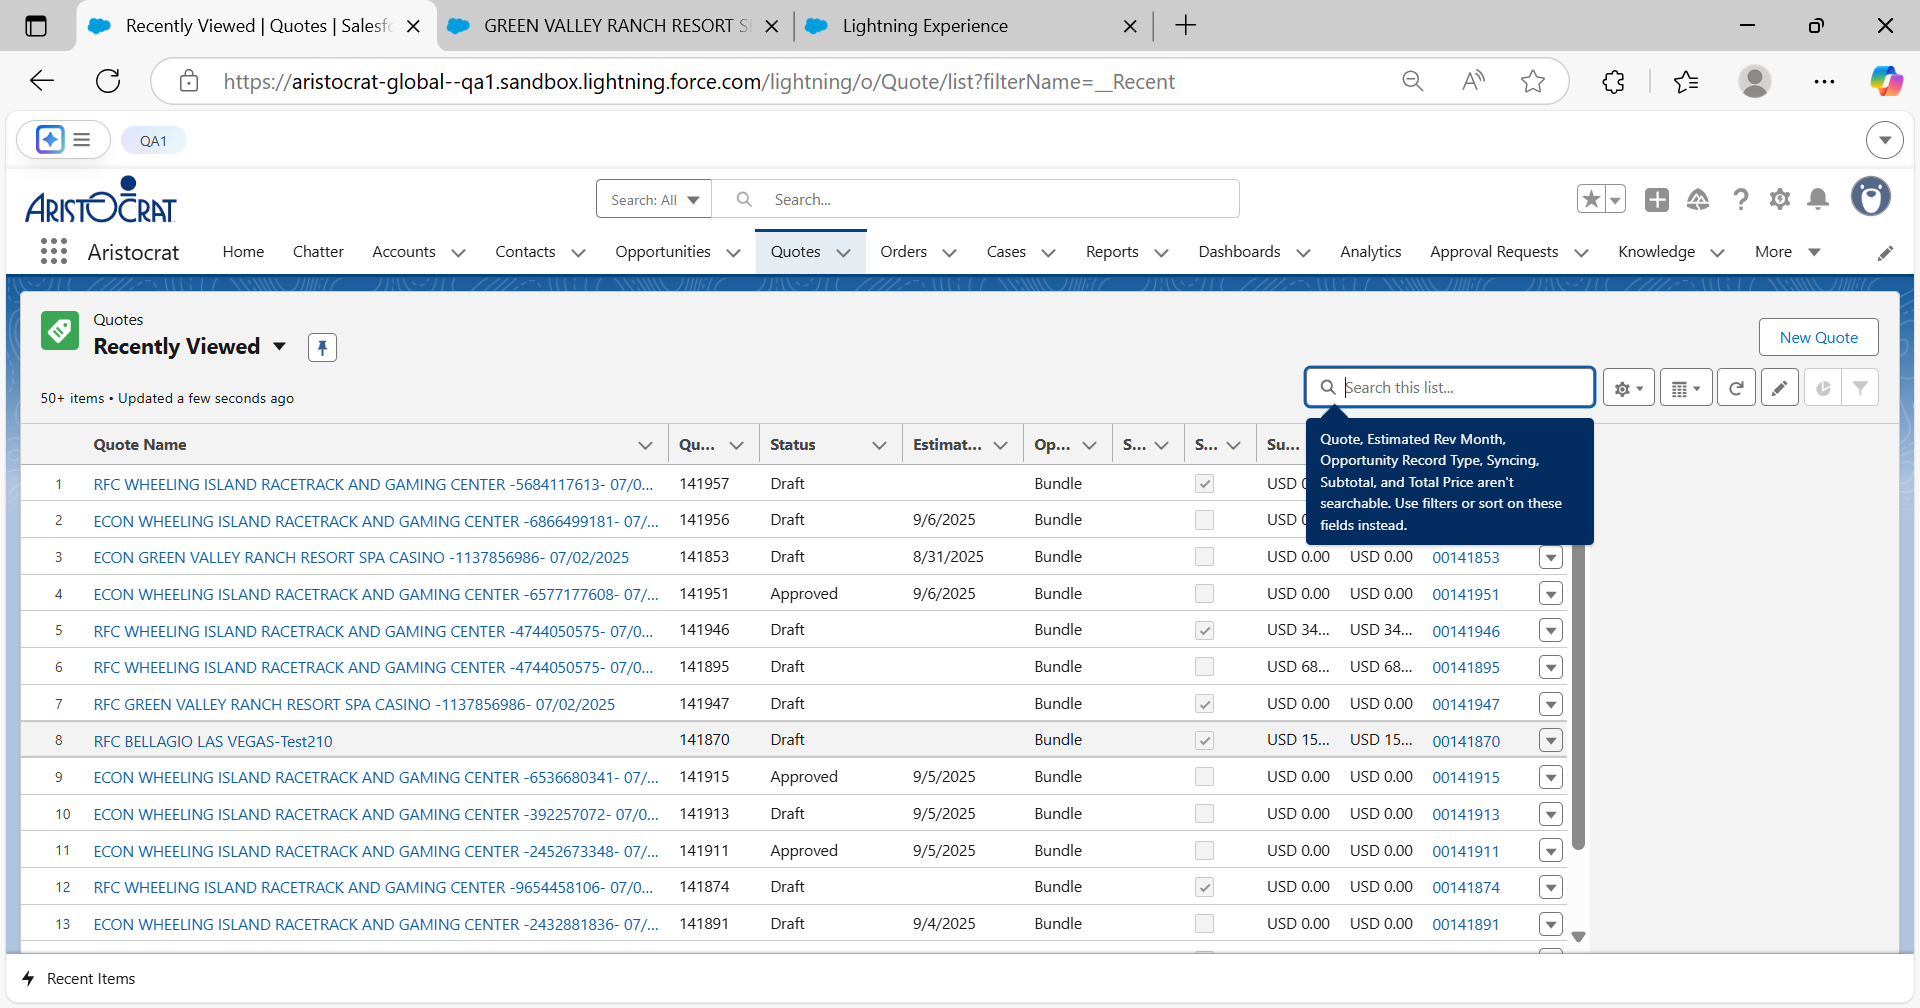 Recently Viewed | Quotes | Salesfo
GREEN VALLEY RANCH RESORT S
Lightning Experience
https://aristocrat-global--qa1.sandbox.lightning.force.com/lightning/o/Quote/list?filterName=__Recent
QA1
ARISTOCRAT
Search: All
Search...
Aristocrat
Home
Chatter
Accounts
Contacts
Opportunities
Quotes
Orders
Cases
Reports
Dashboards
Analytics
Approval Requests
Knowledge
More
Quotes
Recently Viewed
New Quote
50+ items • Updated a few seconds ago
Search this list...
Quote, Estimated Rev Month,
Opportunity Record Type, Syncing,
Subtotal, and Total Price aren't
searchable. Use filters or sort on these
fields instead.
Quote Name Qu... Status Estimat... Op... S... S... Su...
1 RFC WHEELING ISLAND RACETRACK AND GAMING CENTER -5684117613- 07/0... 141957 Draft Bundle USD 0
2 ECON WHEELING ISLAND RACETRACK AND GAMING CENTER -6866499181- 07/... 141956 Draft 9/6/2025 Bundle USD 0
3 ECON GREEN VALLEY RANCH RESORT SPA CASINO -1137856986- 07/02/2025 141853 Draft 8/31/2025 Bundle USD 0.00 USD 0.00 00141853
4 ECON WHEELING ISLAND RACETRACK AND GAMING CENTER -6577177608- 07/... 141951 Approved 9/6/2025 Bundle USD 0.00 USD 0.00 00141951
5 RFC WHEELING ISLAND RACETRACK AND GAMING CENTER -4744050575- 07/0... 141946 Draft Bundle USD 34... USD 34... 00141946
6 RFC WHEELING ISLAND RACETRACK AND GAMING CENTER -4744050575- 07/0... 141895 Draft Bundle USD 68... USD 68... 00141895
7 RFC GREEN VALLEY RANCH RESORT SPA CASINO -1137856986- 07/02/2025 141947 Draft Bundle USD 0.00 USD 0.00 00141947
8 RFC BELLAGIO LAS VEGAS-Test210 141870 Draft Bundle USD 15... USD 15... 00141870
9 ECON WHEELING ISLAND RACETRACK AND GAMING CENTER -6536680341- 07/... 141915 Approved 9/5/2025 Bundle USD 0.00 USD 0.00 00141915
10 ECON WHEELING ISLAND RACETRACK AND GAMING CENTER -392257072- 07/0... 141913 Draft 9/5/2025 Bundle USD 0.00 USD 0.00 00141913
11 ECON WHEELING ISLAND RACETRACK AND GAMING CENTER -2452673348- 07/... 141911 Approved 9/5/2025 Bundle USD 0.00 USD 0.00 00141911
12 RFC WHEELING ISLAND RACETRACK AND GAMING CENTER -9654458106- 07/0... 141874 Draft Bundle USD 0.00 USD 0.00 00141874
13 ECON WHEELING ISLAND RACETRACK AND GAMING CENTER -2432881836- 07/... 141891 Draft 9/4/2025 Bundle USD 0.00 USD 0.00 00141891
Recent Items